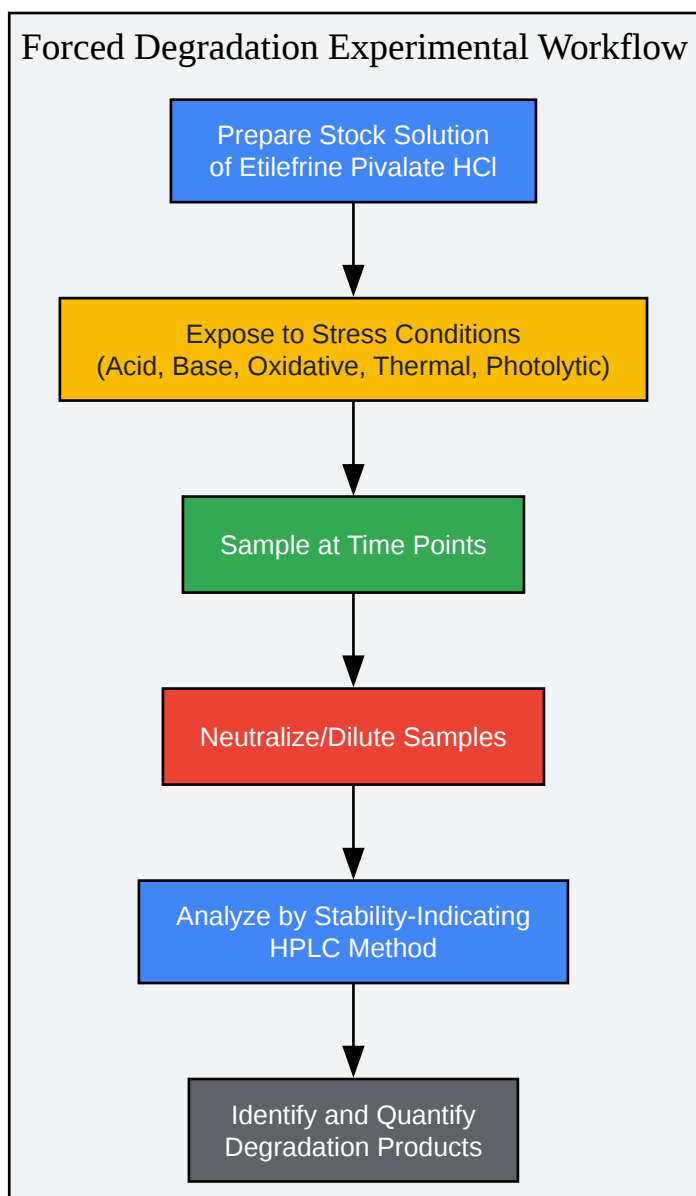 Forced Degradation Experimental Workflow
Prepare Stock Solution
of Etilefrine Pivalate HCl
Expose to Stress Conditions
(Acid, Base, Oxidative, Thermal, Photolytic)
Sample at Time Points
Neutralize/Dilute Samples
Analyze by Stability-Indicating
HPLC Method
Identify and Quantify
Degradation Products